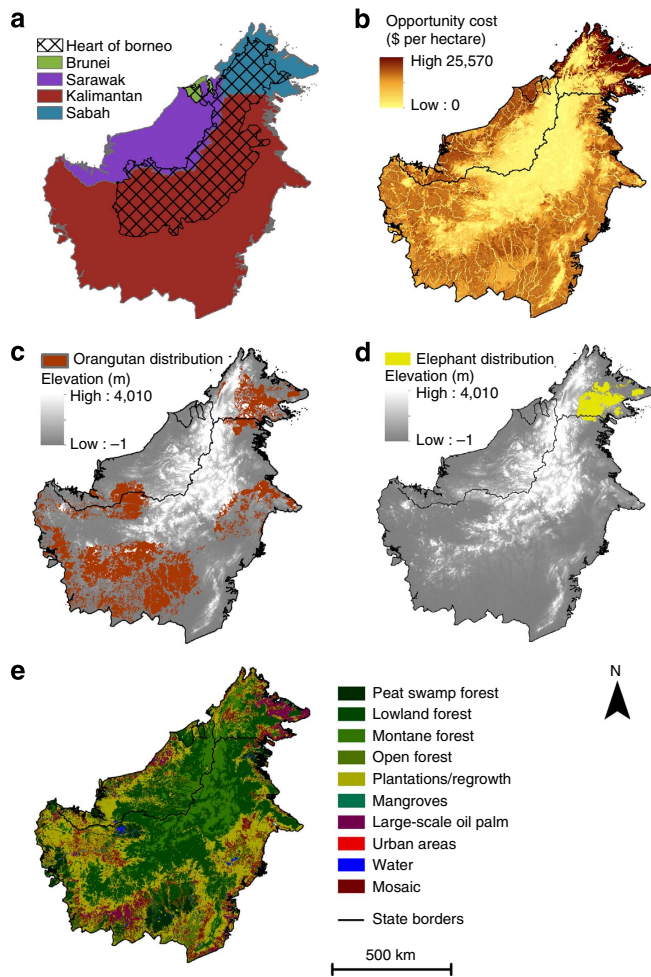 a
Heart of borneo
Brunei
Sarawak
Kalimantan
Sabah
b
Opportunity cost
($ per hectare)
High 25,570
Low : 0
c
Orangutan distribution
Elevation (m)
High : 4,010
Low : –1
d
Elephant distribution
Elevation (m)
High : 4,010
Low : –1
e
Peat swamp forest
Lowland forest
Montane forest
Open forest
Plantations/regrowth
Mangroves
Large-scale oil palm
Urban areas
Water
Mosaic
State borders
500 km
N